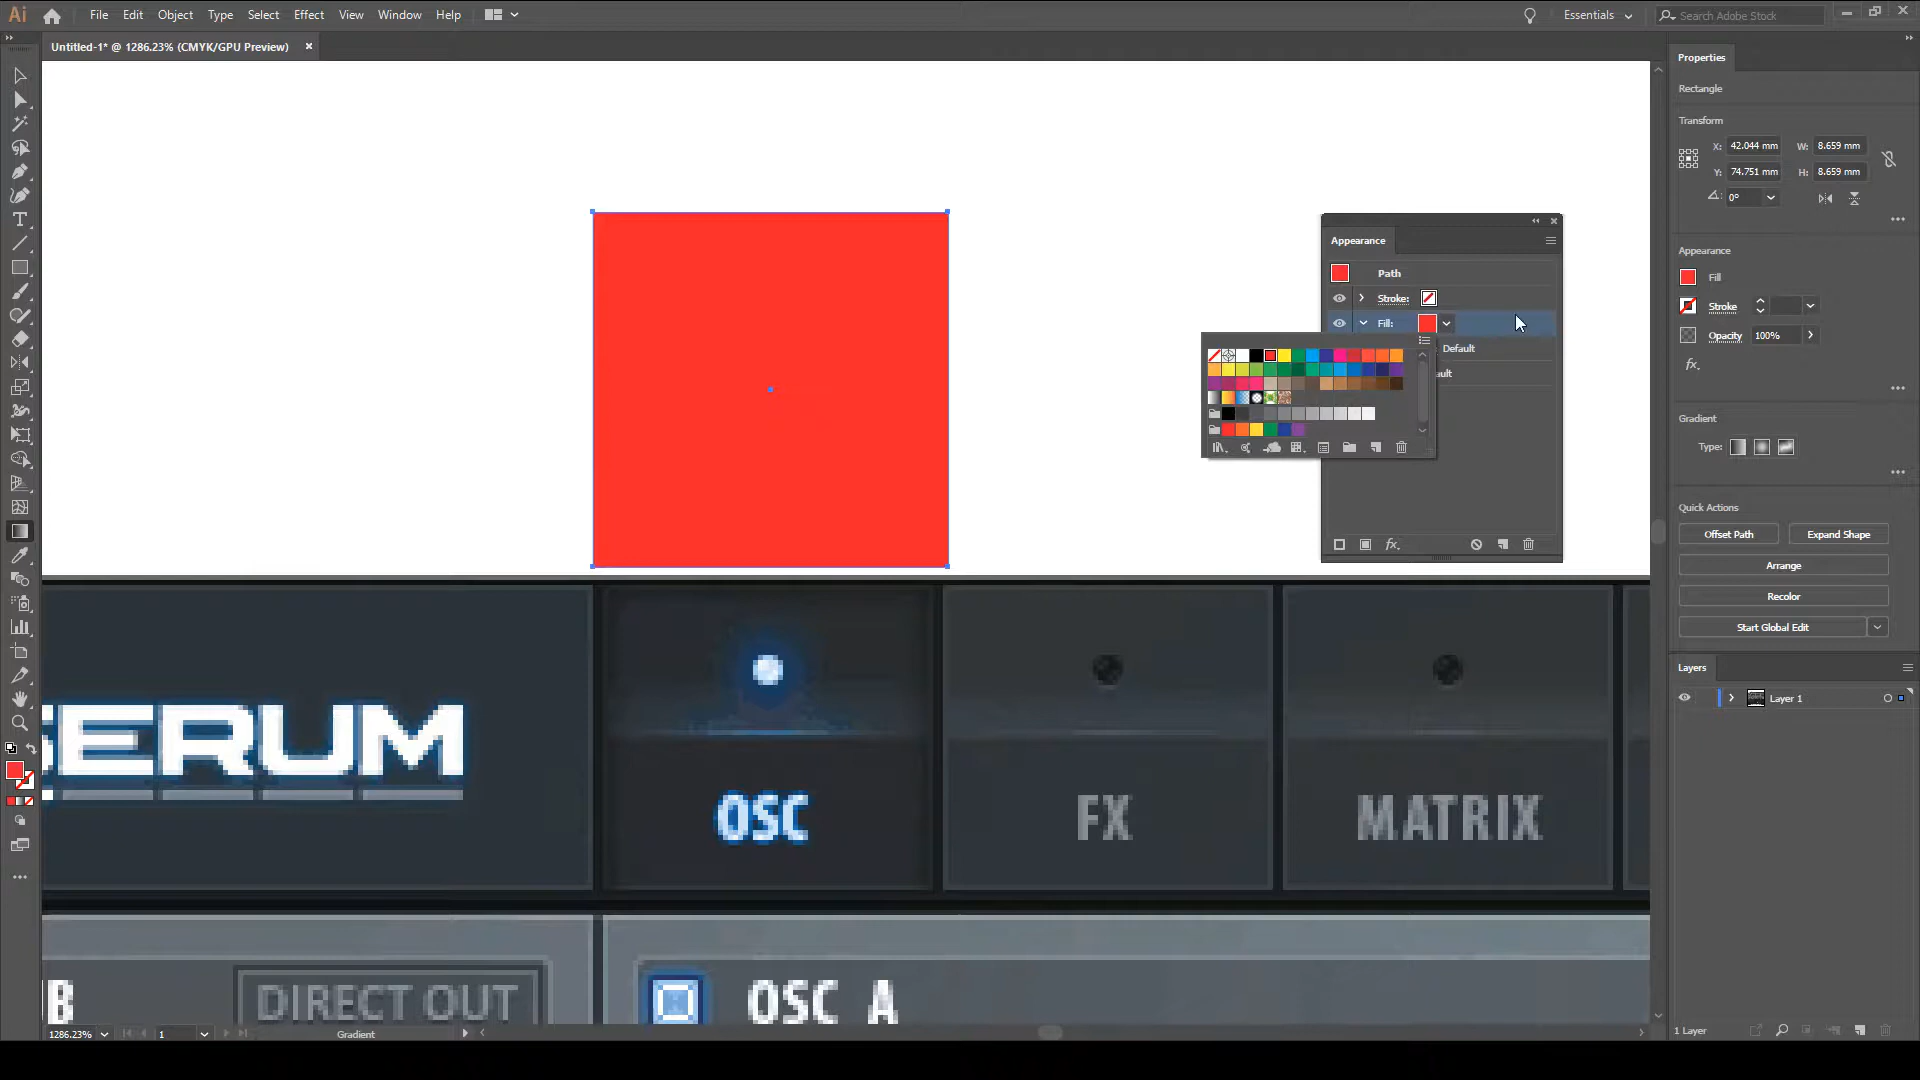 Ai File Edit Object Type Select Effect View Window Help Essentials Search Adobe Stock
Untitled-1* @ 1286.23% (CMYK/GPU Preview)
Properties
Rectangle
Transform
X: 42.044 mm W: 8.659 mm
Y: 74.751 mm H: 8.659 mm
0°
Appearance
Fill
Stroke
Opacity 100%
fx
Gradient
Type:
Quick Actions
Offset Path Expand Shape
Arrange
Recolor
Start Global Edit
Layers
Layer 1
1 Layer
Appearance
Path
Stroke:
Fill:
Default
ault
fx
SERUM
OSC FX MATRIX
B DIRECT OUT OSC A
1286.23% 1 Gradient